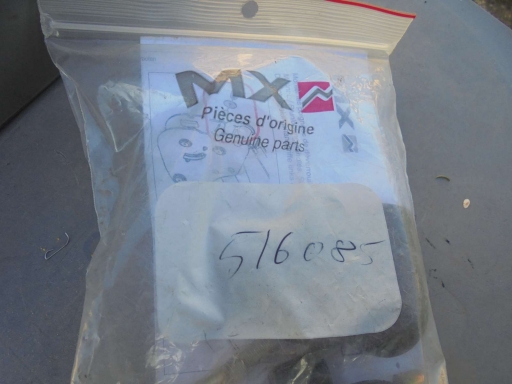 MX
Pièces d'origine
Genuine parts
516085